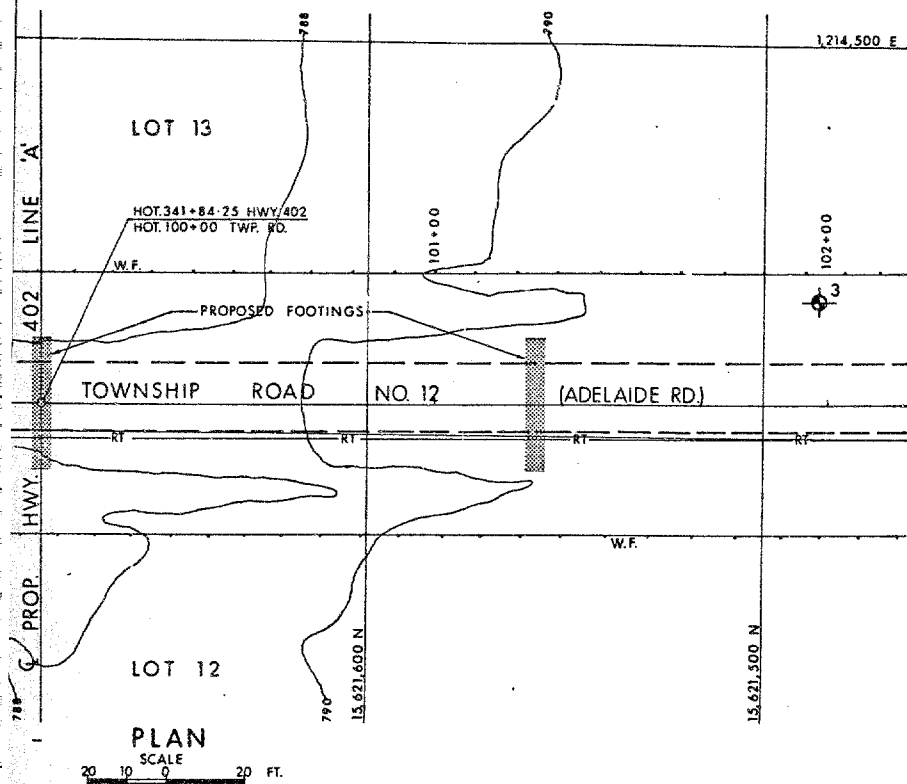 788
790
1,214,500 E
LOT 13
402 LINE 'A'
HOT. 341+84·25 HWY. 402
HOT. 100+00 TWP. RD.
101+00
102+00
W.F.
3
PROPOSED FOOTINGS
TOWNSHIP ROAD NO. 12 (ADELAIDE RD.)
RT RT RT RT
℄ PROP. HWY.
W.F.
LOT 12
788
790
15,621,600 N
15,621,500 N
PLAN
SCALE
20 10 0 20 FT.